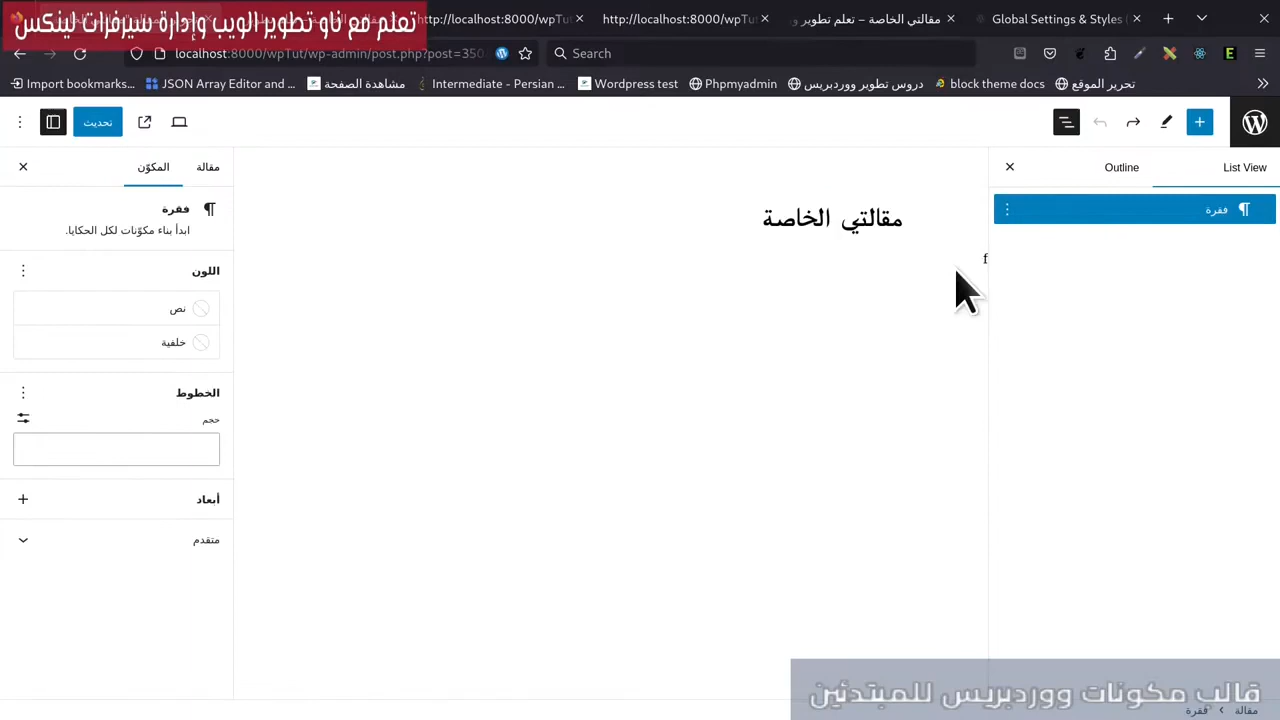 تعلم مع ناو تطوير الويب وإدارة سيرفرات لينكس
http://localhost:8000/wpTut
http://localhost:8000/wpTut
مقالتي الخاصة – تعلم تطوير و
Global Settings & Styles (
localhost:8000/wpTut/wp-admin/post.php?post=350
Search
Import bookmarks...
JSON Array Editor and ...
مشاهدة الصفحة
Intermediate - Persian ...
Wordpress test
Phpmyadmin
دروس تطوير ووردبريس
block theme docs
تحرير الموقع
تحديث
List View
Outline
فقرة
مقالة
المكوّن
فقرة
ابدأ بناء مكوّنات لكل الحكايا.
اللون
نص
خلفية
الخطوط
حجم
أبعاد
متقدم
مقالتي الخاصة
f
قالب مكونات ووردبريس للمبتدئين
مقالة
فقرة